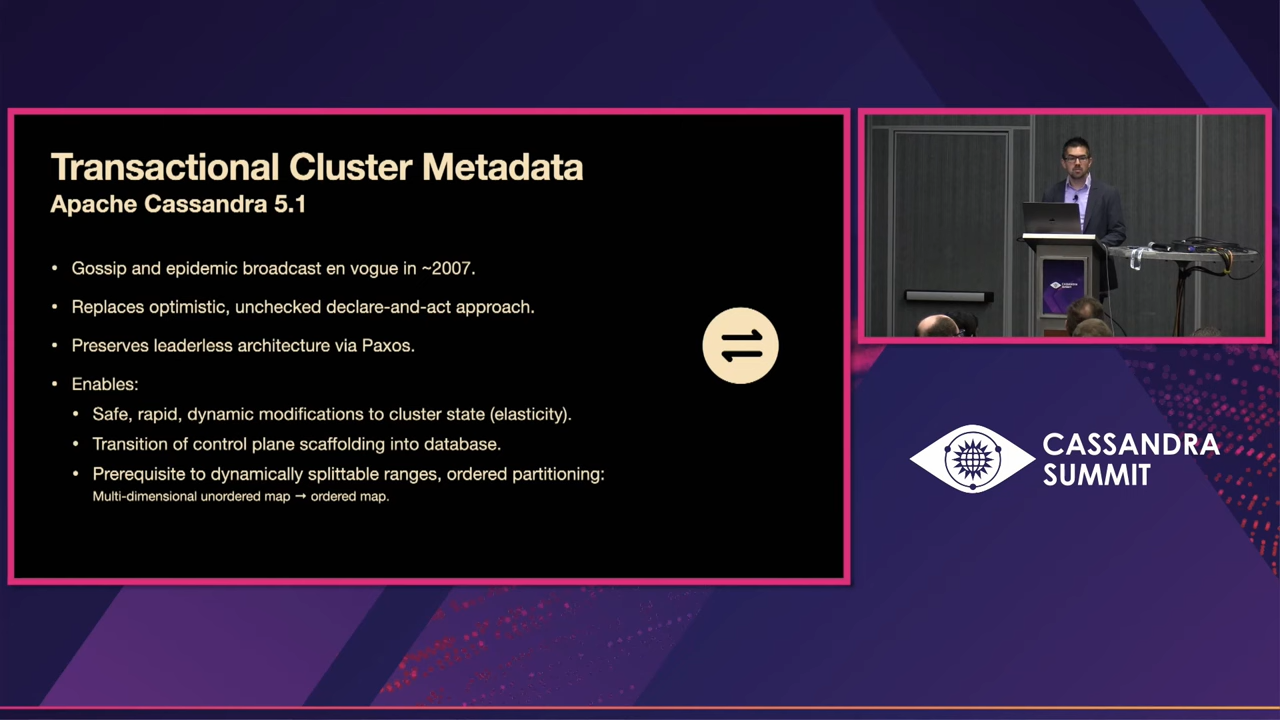 Transactional Cluster Metadata
Apache Cassandra 5.1
• Gossip and epidemic broadcast en vogue in ~2007.
• Replaces optimistic, unchecked declare-and-act approach.
• Preserves leaderless architecture via Paxos.
• Enables:
• Safe, rapid, dynamic modifications to cluster state (elasticity).
• Transition of control plane scaffolding into database.
• Prerequisite to dynamically splittable ranges, ordered partitioning:
Multi-dimensional unordered map → ordered map.
CASSANDRA
SUMMIT